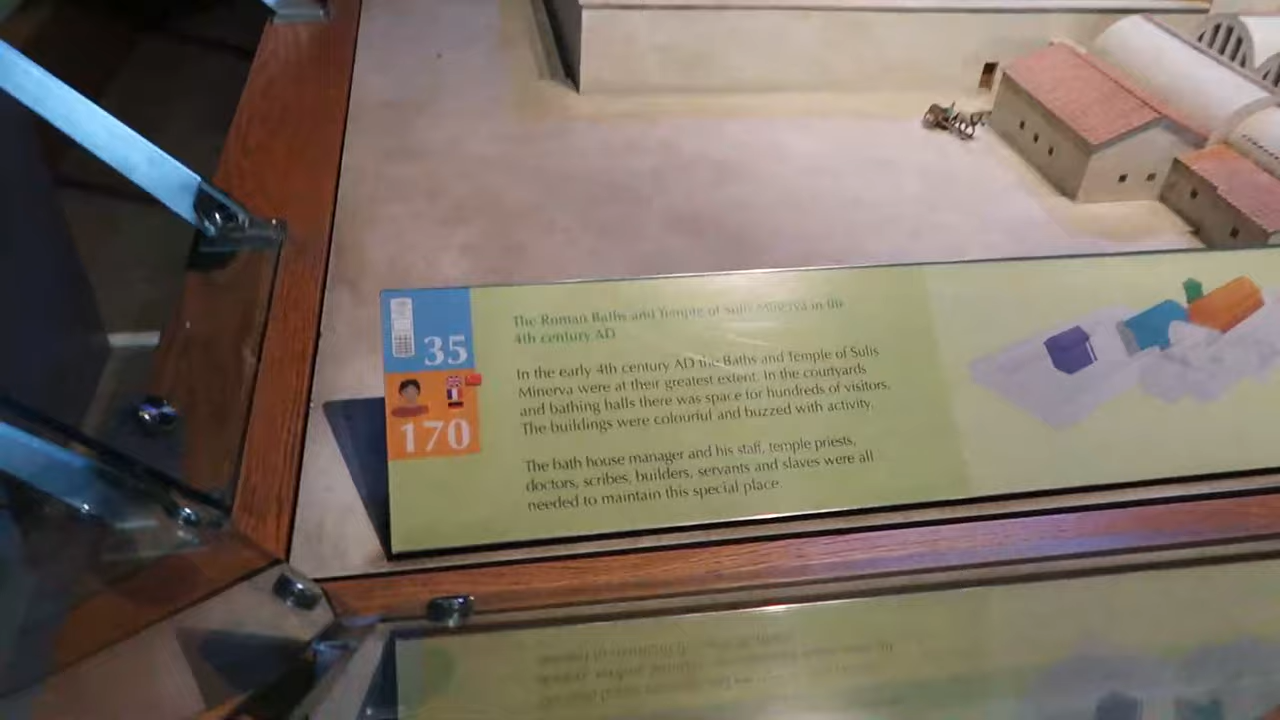 35
170
The Roman Baths and Temple of Sulis Minerva in the
4th century AD
In the early 4th century AD the Baths and Temple of Sulis
Minerva were at their greatest extent. In the courtyards
and bathing halls there was space for hundreds of visitors.
The buildings were colourful and buzzed with activity.
The bath house manager and his staff, temple priests,
doctors, scribes, builders, servants and slaves were all
needed to maintain this special place.